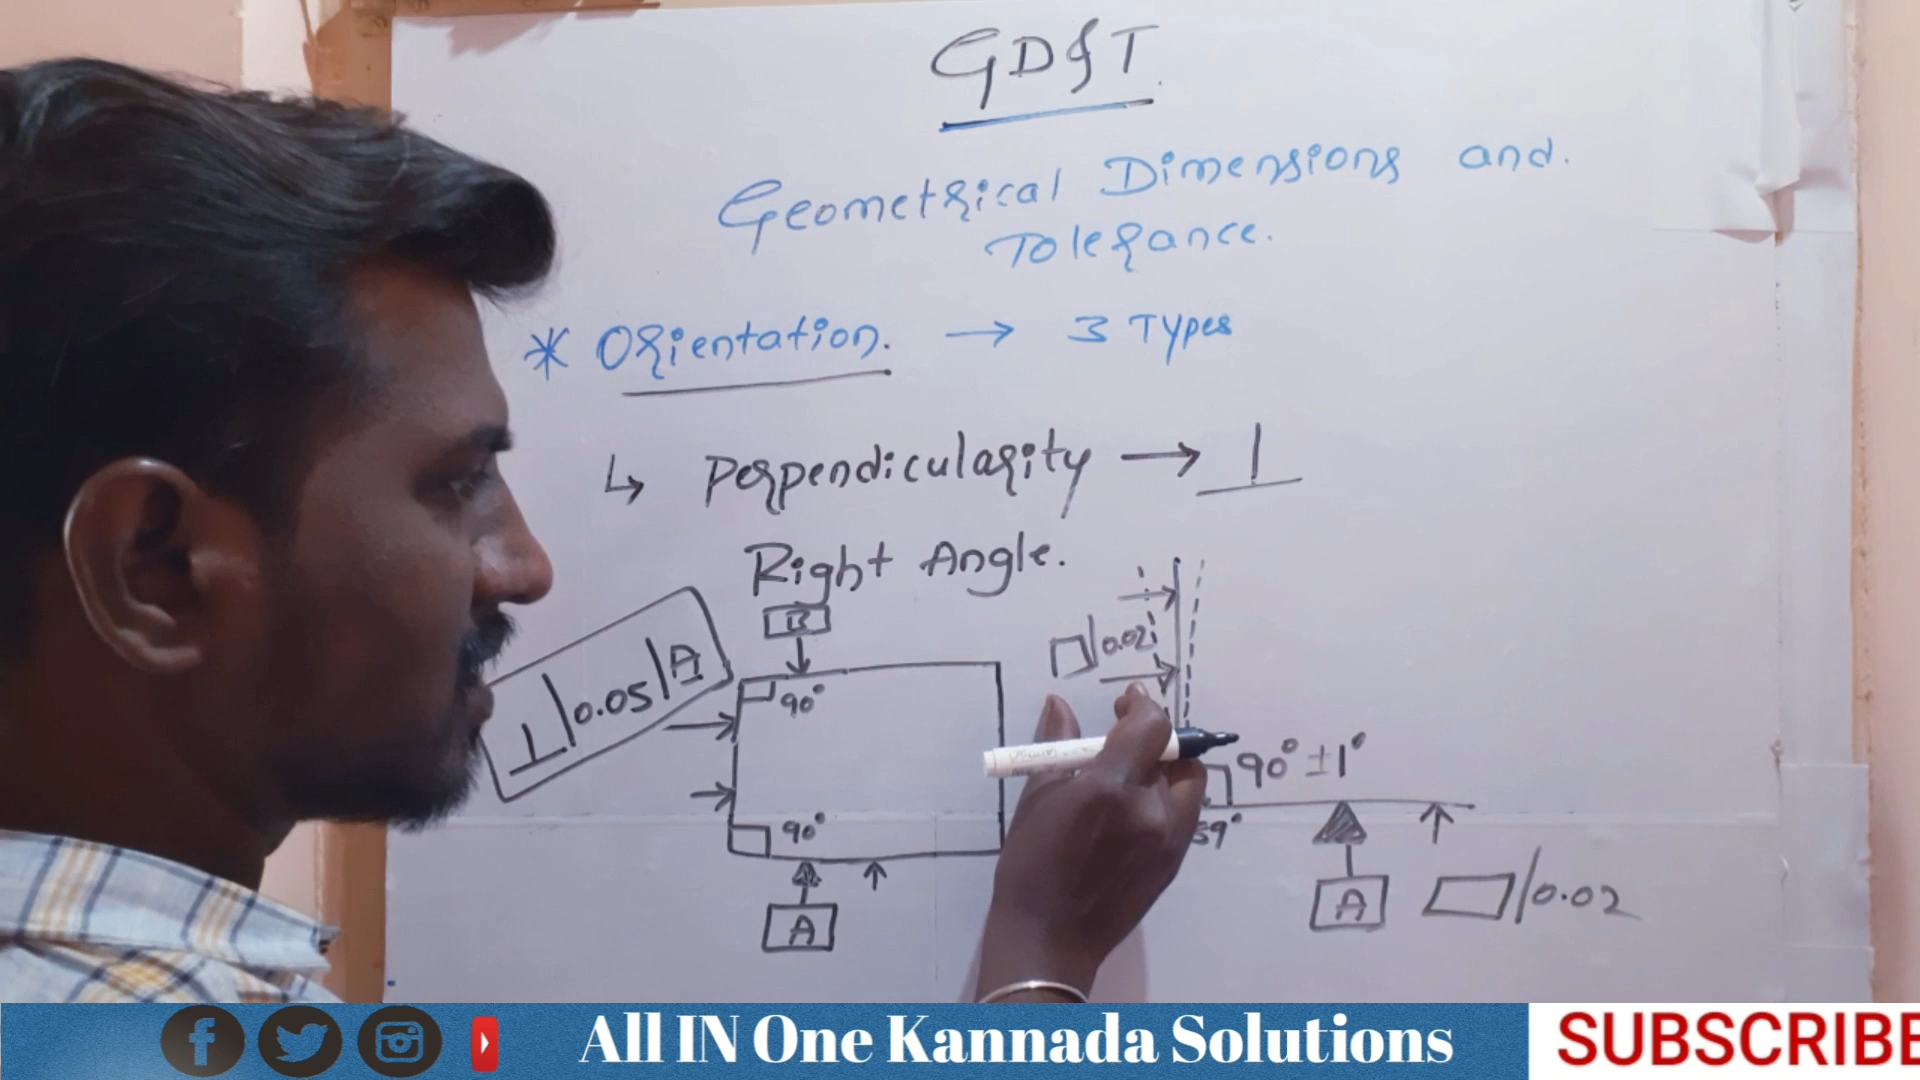 GD&T
Geometrical Dimensions and
Tolerance.
* Orientation. → 3 Types
↳ Perpendicularity → ⊥
Right Angle.
B
⊥|0.05|A
90°
90°
A
▱/0.02
90° ±1°
89°
A
▱/0.02
All IN One Kannada Solutions
SUBSCRIBE